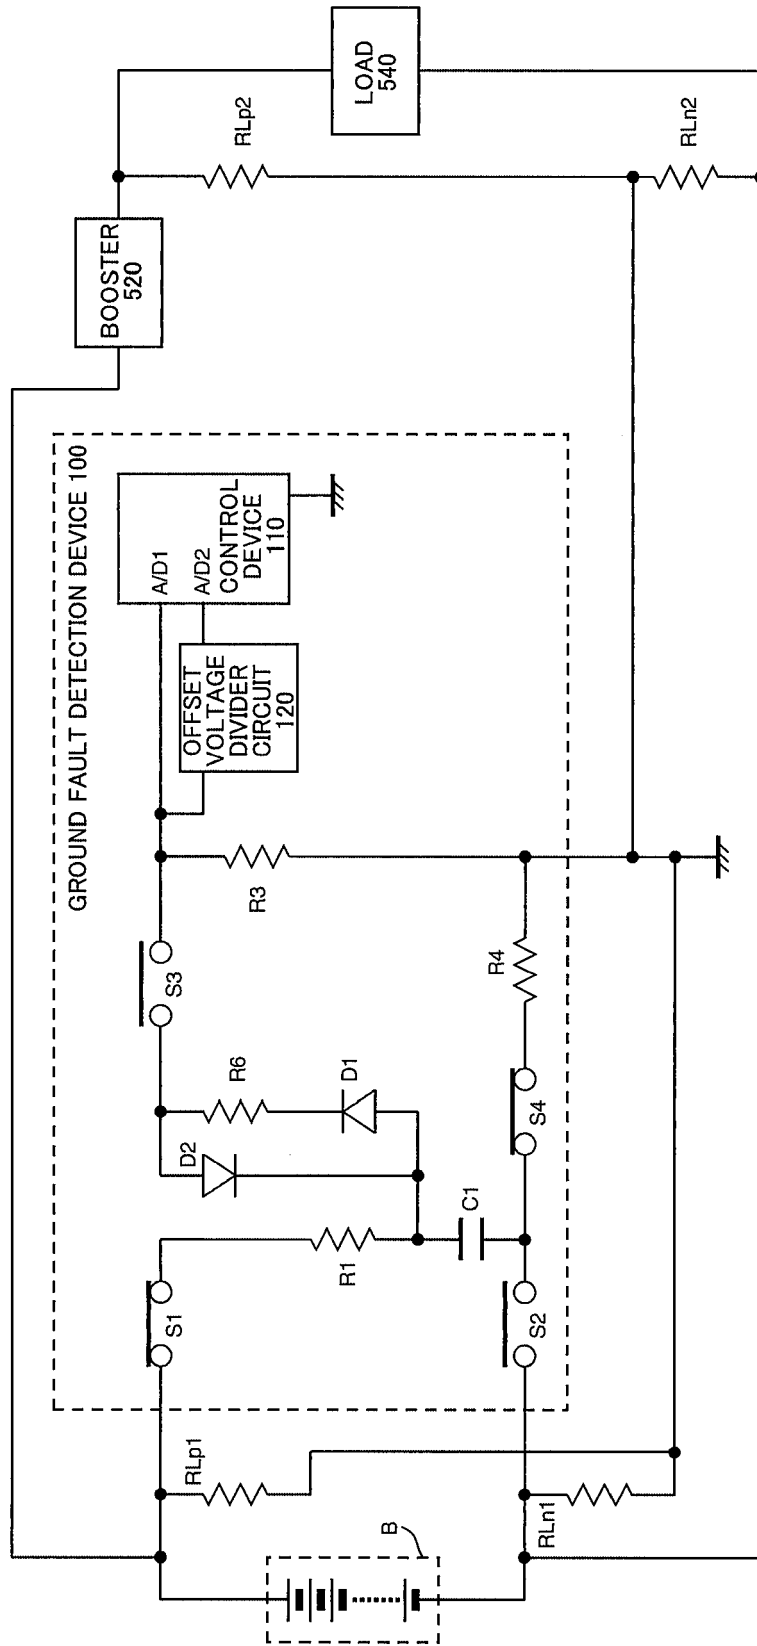 GROUND FAULT DETECTION DEVICE 100
BOOSTER
520
LOAD
540
RLp2
RLn2
A/D1
A/D2
CONTROL
DEVICE
110
OFFSET
VOLTAGE
DIVIDER
CIRCUIT
120
R3
S3
R4
R6
D1
D2
S4
C1
R1
S1
S2
RLp1
RLn1
B